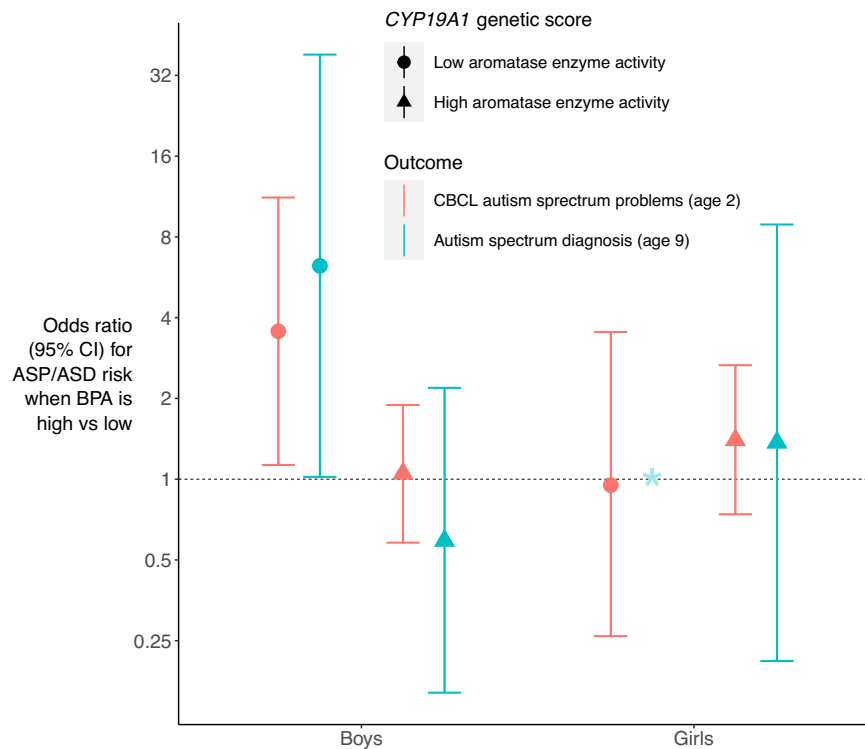 CYP19A1 genetic score
Low aromatase enzyme activity
High aromatase enzyme activity
Outcome
CBCL autism sprectrum problems (age 2)
Autism spectrum diagnosis (age 9)
Odds ratio
(95% CI) for
ASP/ASD risk
when BPA is
high vs low
32
16
8
4
2
1
0.5
0.25
*
Boys
Girls